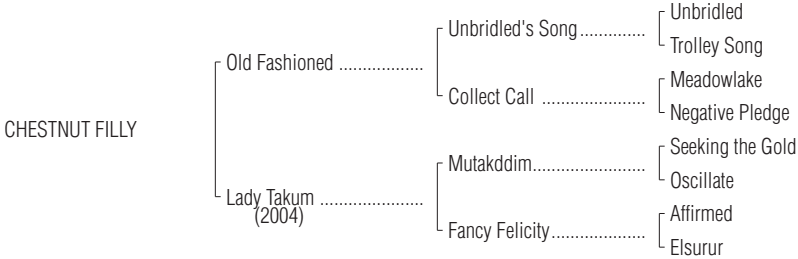 Unbridled
Unbridled's Song..............
Trolley Song
Old Fashioned ..................
Meadowlake
Collect Call ......................
Negative Pledge
CHESTNUT FILLY
Seeking the Gold
Mutakddim........................
Oscillate
Lady Takum ......................
(2004)
Affirmed
Fancy Felicity....................
Elsurur